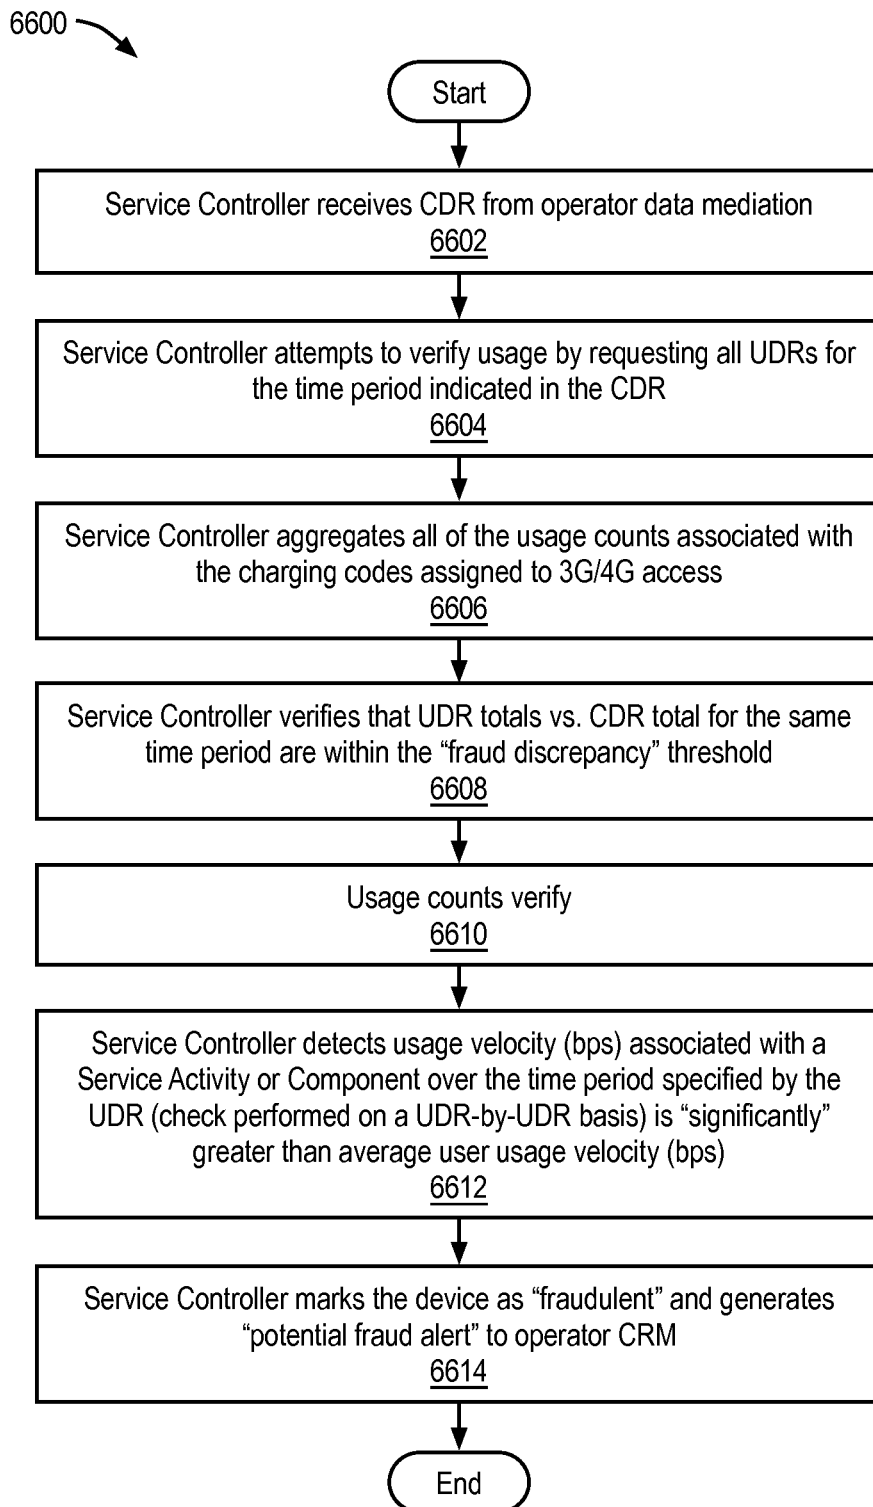 6600
Start
Service Controller receives CDR from operator data mediation
6602
Service Controller attempts to verify usage by requesting all UDRs for
the time period indicated in the CDR
6604
Service Controller aggregates all of the usage counts associated with
the charging codes assigned to 3G/4G access
6606
Service Controller verifies that UDR totals vs. CDR total for the same
time period are within the “fraud discrepancy” threshold
6608
Usage counts verify
6610
Service Controller detects usage velocity (bps) associated with a
Service Activity or Component over the time period specified by the
UDR (check performed on a UDR-by-UDR basis) is “significantly”
greater than average user usage velocity (bps)
6612
Service Controller marks the device as “fraudulent” and generates
“potential fraud alert” to operator CRM
6614
End